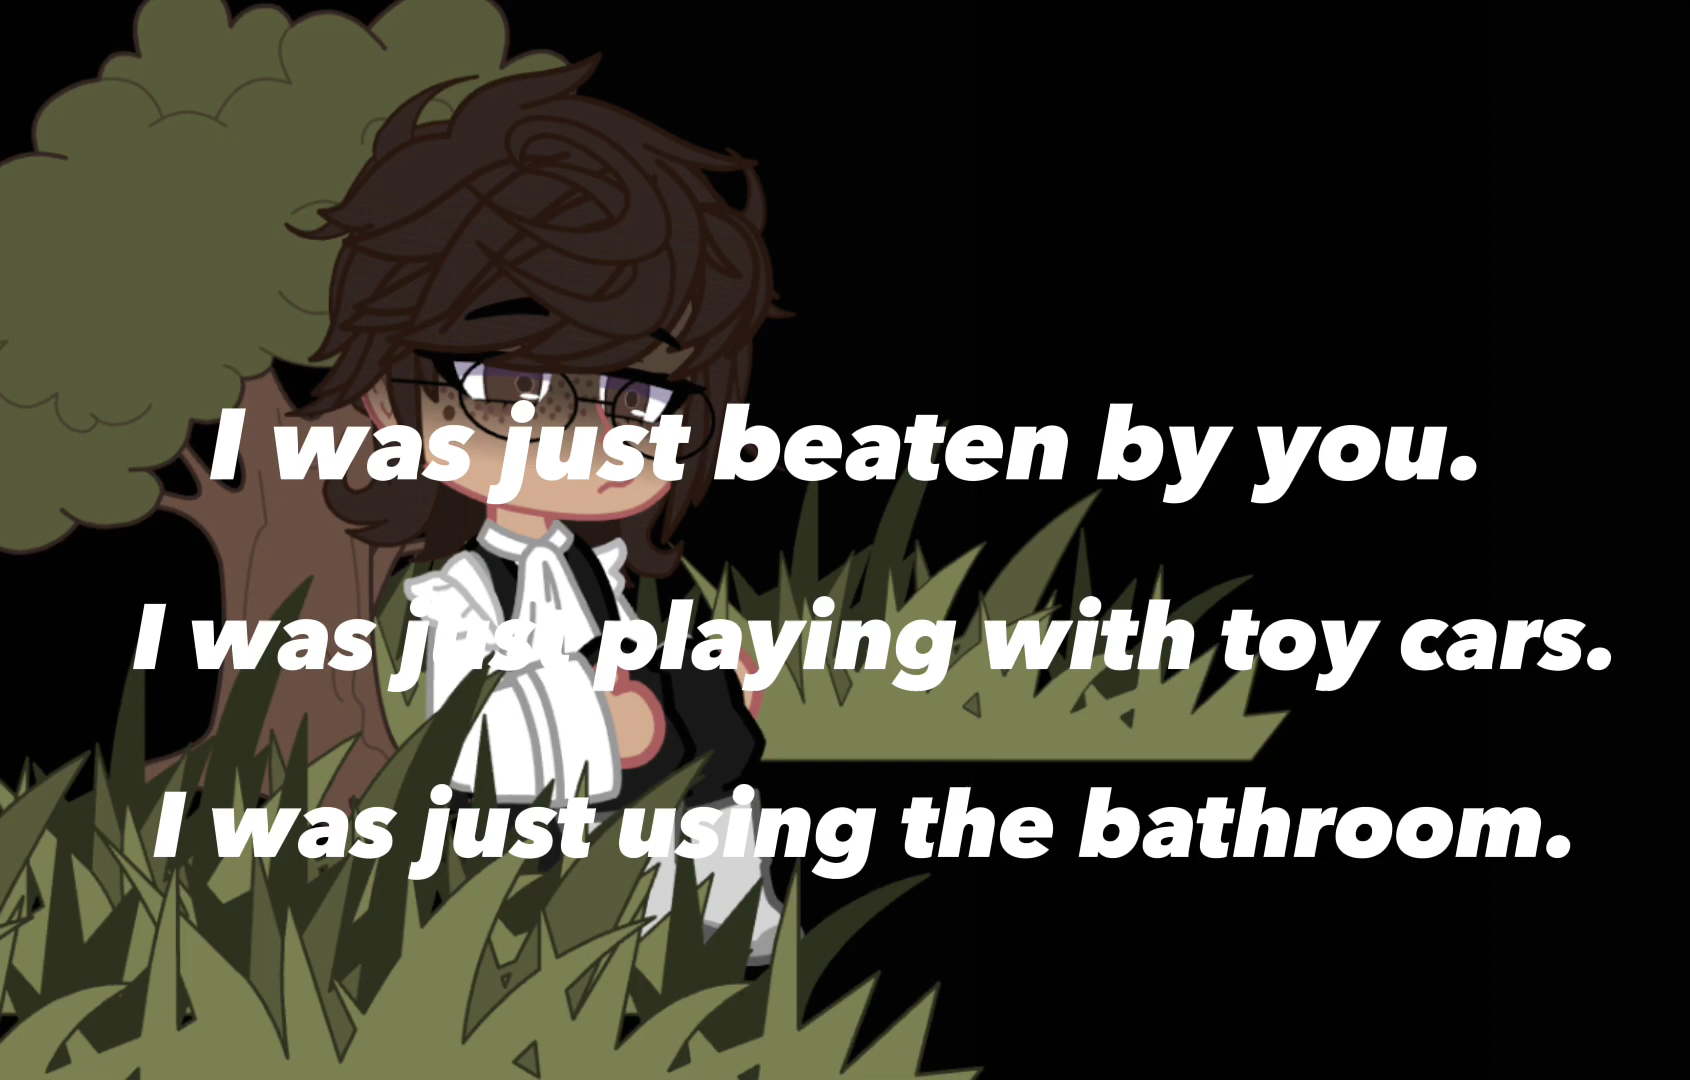 I was just beaten by you.
I was just playing with toy cars.
I was just using the bathroom.